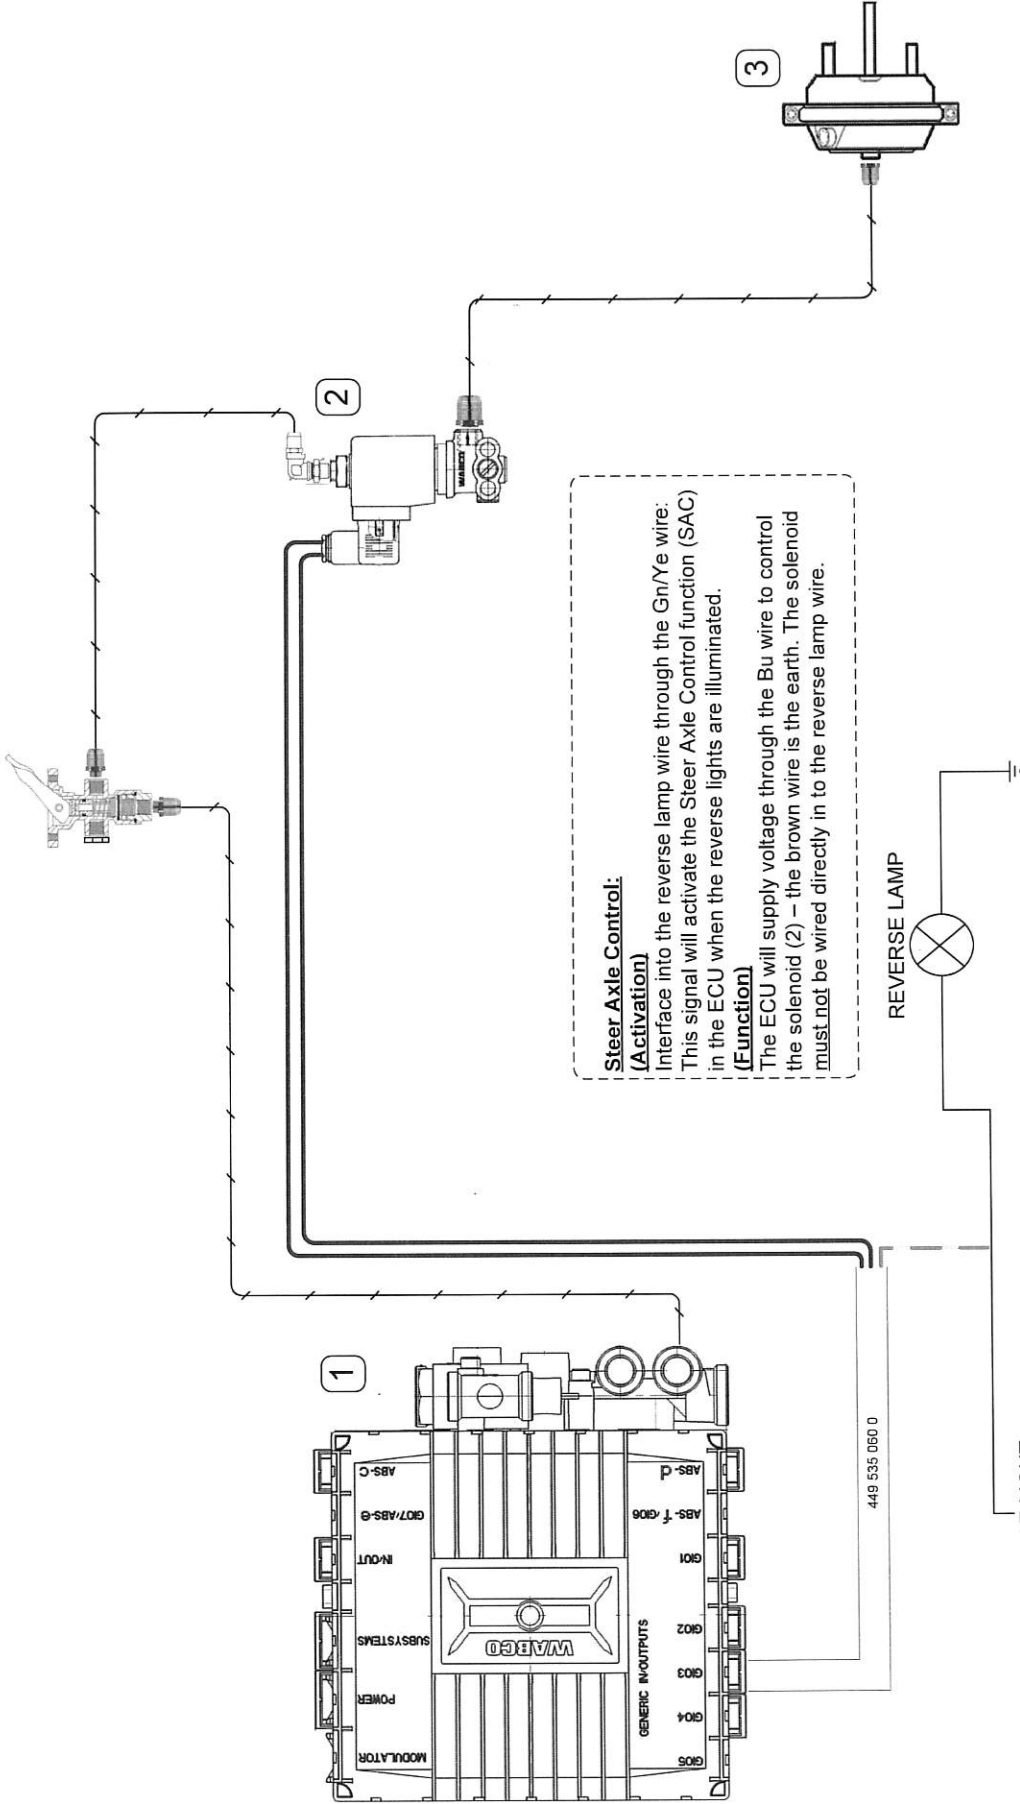 3
2
1
WABCO
Steer Axle Control:
(Activation)
Interface into the reverse lamp wire through the Gn/Ye wire:
This signal will activate the Steer Axle Control function (SAC)
in the ECU when the reverse lights are illuminated.
(Function)
The ECU will supply voltage through the Bu wire to control
the solenoid (2) – the brown wire is the earth. The solenoid
must not be wired directly in to the reverse lamp wire.
REVERSE LAMP
449 535 060 0
MODULATOR
POWER
SUBSYSTEMS
IN/OUT
GIO7/ABS-e
ABS-c
WABCO
GENERIC IN/OUTPUTS
GIO5
GIO4
GIO3
GIO2
GIO1
ABS-f/GIO6
ABS-d